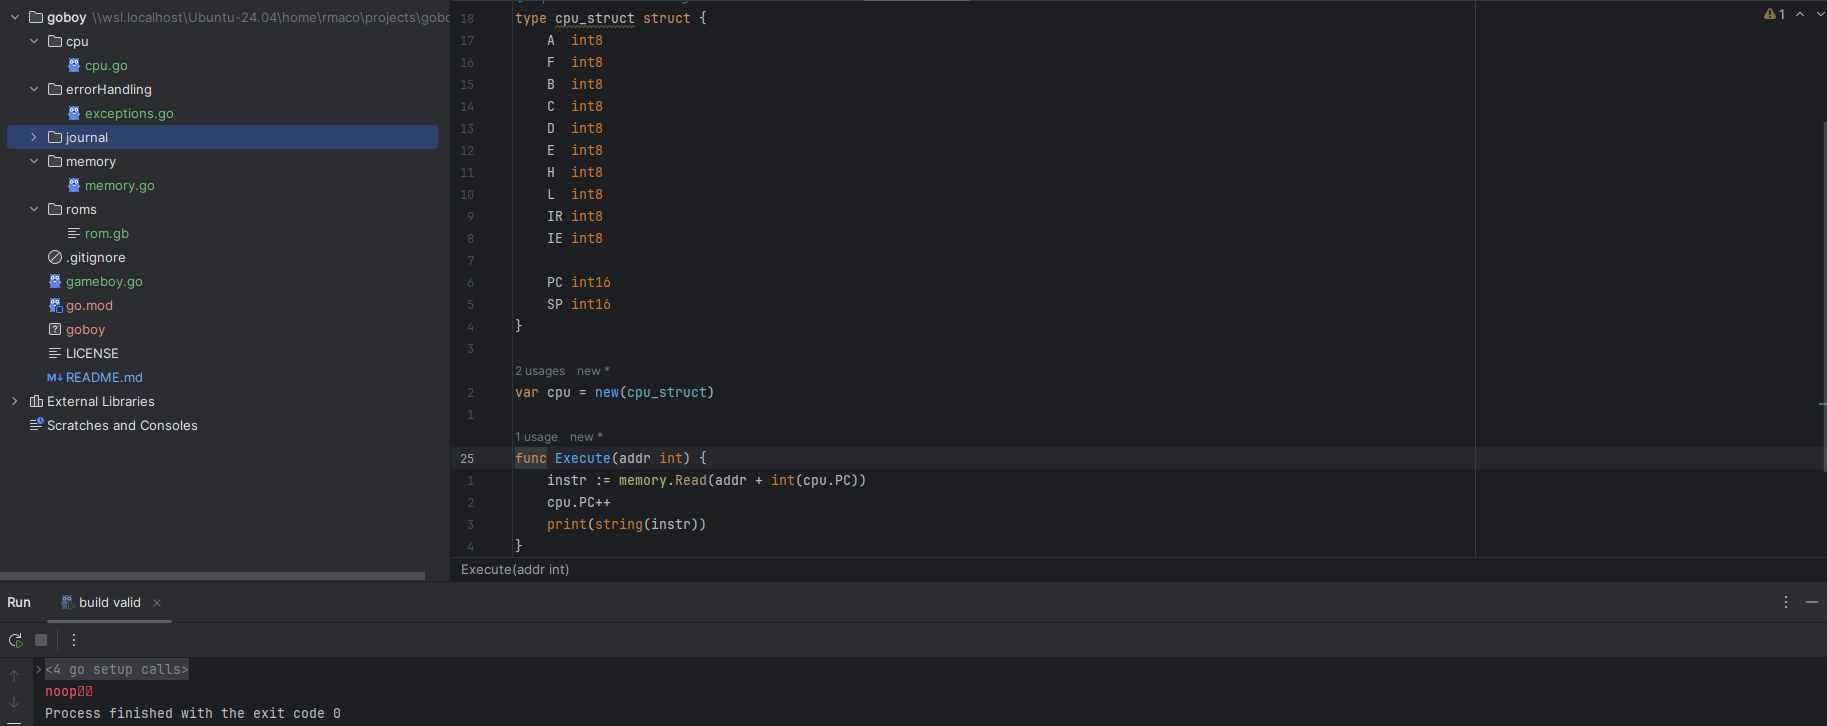 goboy \\wsl.localhost\Ubuntu-24.04\home\rmaco\projects\gobo
cpu
cpu.go
errorHandling
exceptions.go
journal
memory
memory.go
roms
rom.gb
.gitignore
gameboy.go
go.mod
goboy
LICENSE
README.md
External Libraries
Scratches and Consoles
18 type cpu_struct struct {
17 A int8
16 F int8
15 B int8
14 C int8
13 D int8
12 E int8
11 H int8
10 L int8
9 IR int8
8 IE int8
7
6 PC int16
5 SP int16
4 }
3
2 usages new *
2 var cpu = new(cpu_struct)
1
1 usage new *
25 func Execute(addr int) {
1 instr := memory.Read(addr + int(cpu.PC))
2 cpu.PC++
3 print(string(instr))
4 }
1
Execute(addr int)
Run build valid
<4 go setup calls>
noop
Process finished with the exit code 0